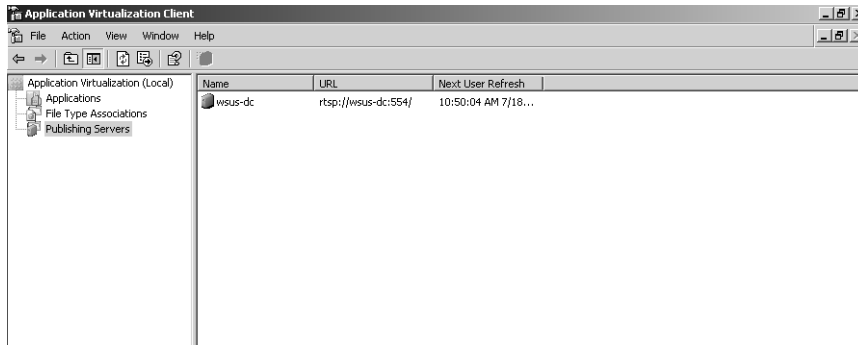 Application Virtualization Client
File Action View Window Help
Application Virtualization (Local)
Applications
File Type Associations
Publishing Servers
Name URL Next User Refresh
wsus-dc rtsp://wsus-dc:554/ 10:50:04 AM 7/18...